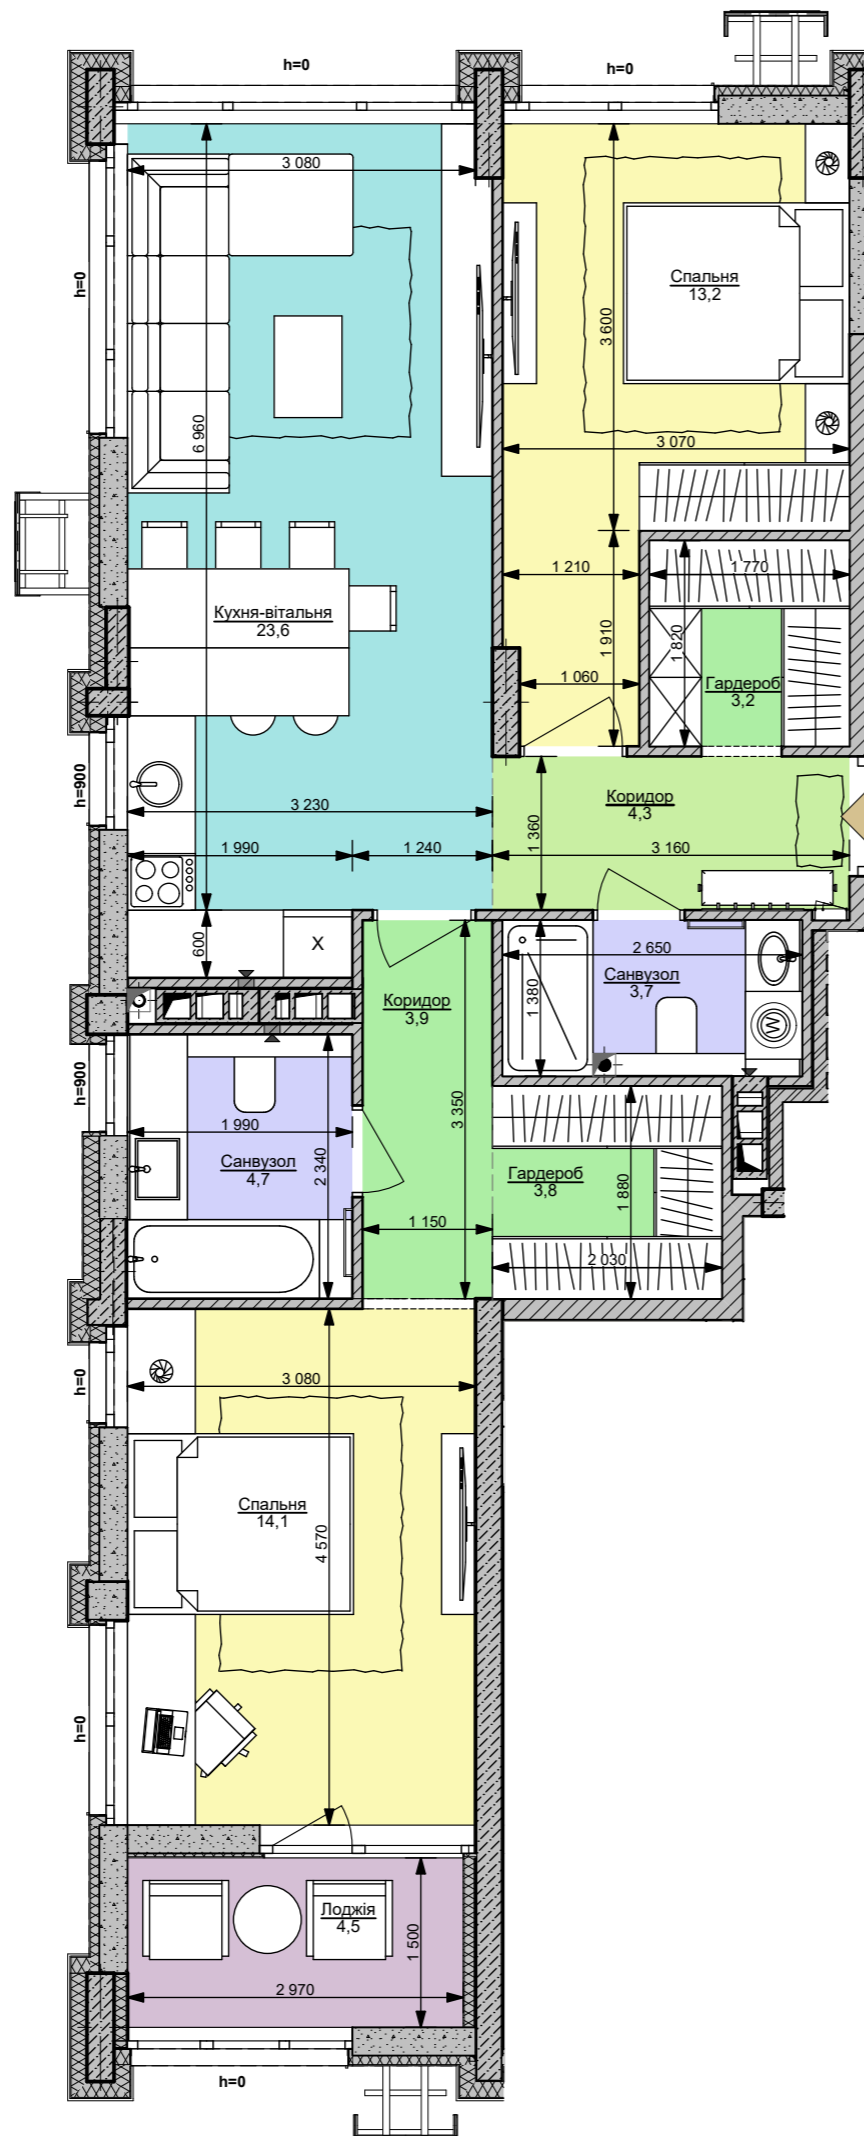 h=0
h=0
3 080
h=0
Спальня
13,2
3 600
6 960
3 070
1 210
1 770
1 910
1 820
Кухня-вітальня
23,6
1 060
Гардероб
3,2
h=900
3 230
Коридор
4,3
1 360
1 990
1 240
3 160
600
X
2 650
Санвузол
3,7
1 380
Коридор
3,9
W
h=900
3 350
1 990
Санвузол
4,7
2 340
Гардероб
3,8
1 880
1 150
2 030
h=0
3 080
Спальня
14,1
4 570
h=0
Лоджія
4,5
1 500
2 970
h=0